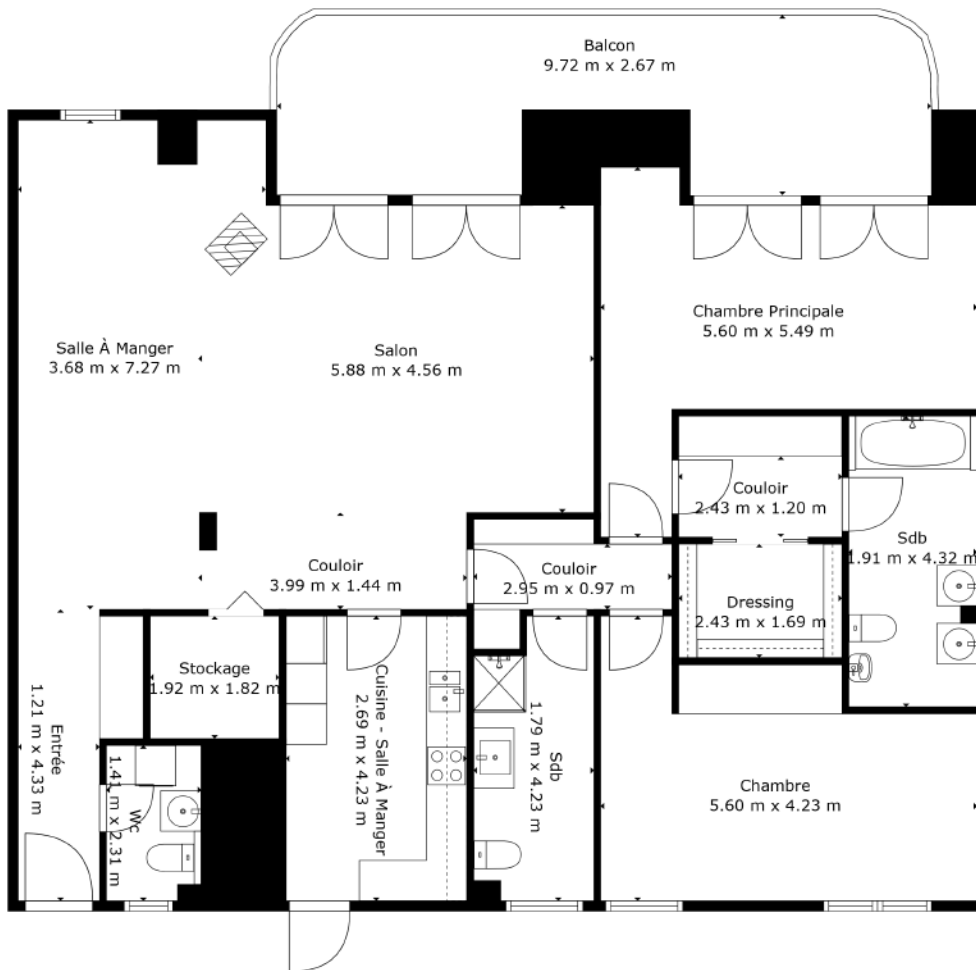 Balcon
9.72 m x 2.67 m
Chambre Principale
5.60 m x 5.49 m
Salle À Manger
3.68 m x 7.27 m
Salon
5.88 m x 4.56 m
Couloir
2.43 m x 1.20 m
Sdb
1.91 m x 4.32 m
Couloir
3.99 m x 1.44 m
Couloir
2.95 m x 0.97 m
Dressing
2.43 m x 1.69 m
Stockage
1.92 m x 1.82 m
Entrée
1.21 m x 4.33 m
Wc
1.41 m x 2.31 m
Cuisine - Salle À Manger
2.69 m x 4.23 m
Sdb
1.79 m x 4.23 m
Chambre
5.60 m x 4.23 m